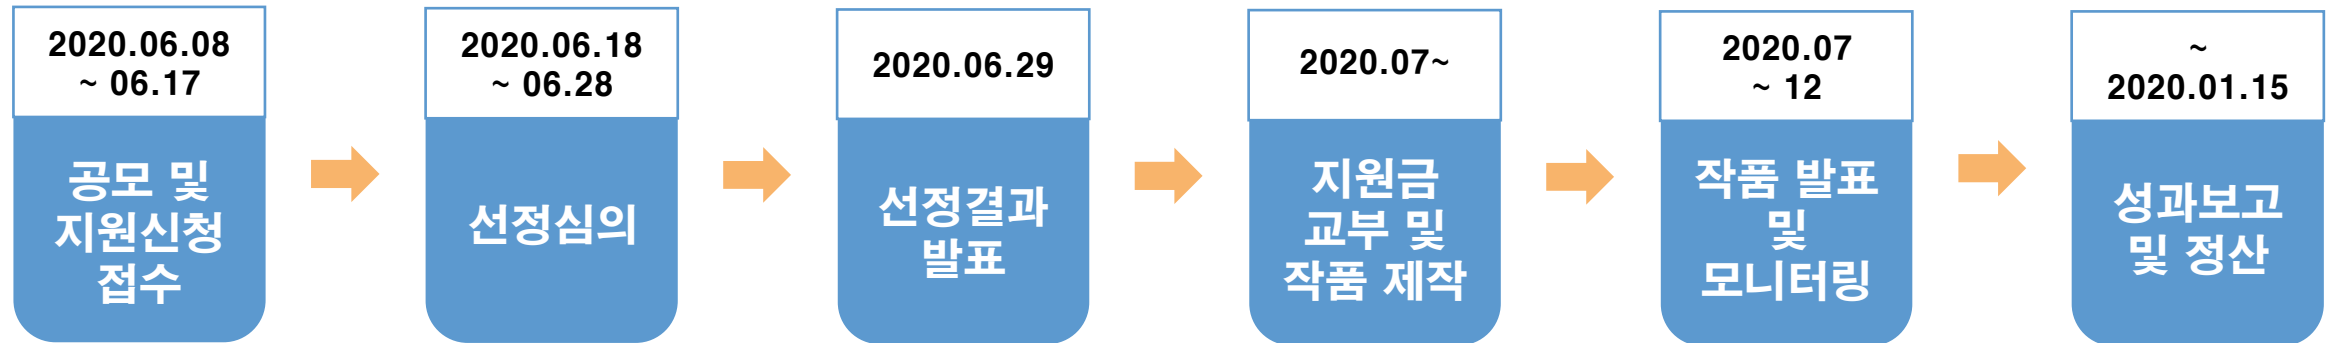 2020.06.08
~ 06.17
공모 및
지원신청
접수
2020.06.18
~ 06.28
선정심의
2020.06.29
선정결과
발표
2020.07~
지원금
교부 및
작품 제작
2020.07
~ 12
작품 발표
및
모니터링
~
2020.01.15
성과보고
및 정산